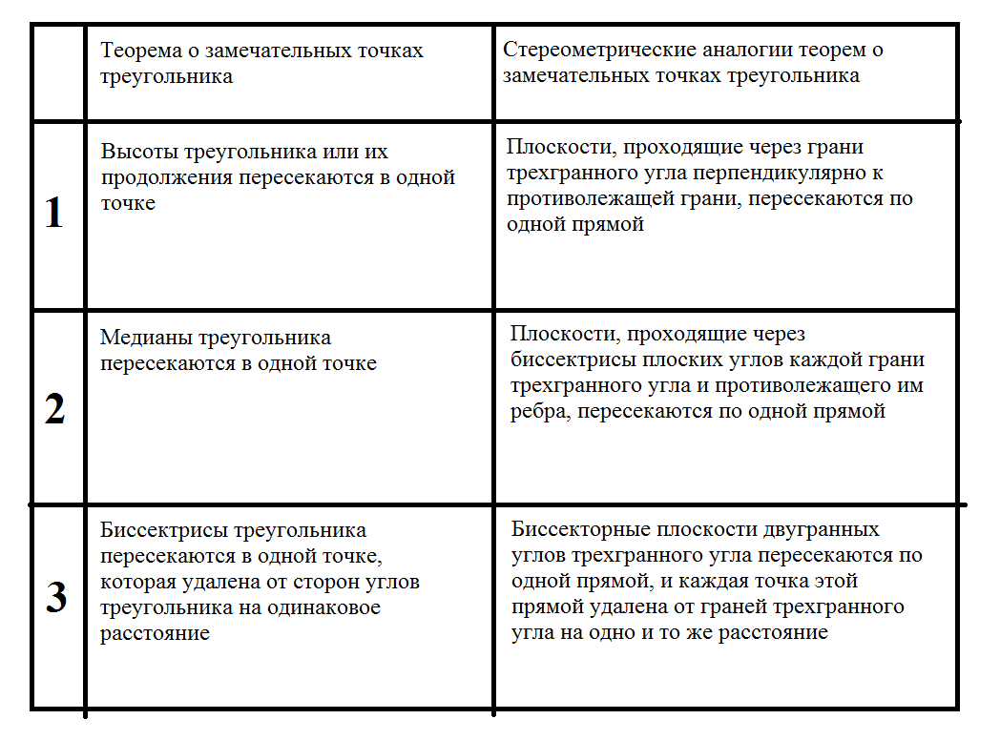 Теорема о замечательных точках
треугольника
Стереометрические аналогии теорем о
замечательных точках треугольника
1
Высоты треугольника или их
продолжения пересекаются в одной
точке
Плоскости, проходящие через грани
трехгранного угла перпендикулярно к
противолежащей грани, пересекаются по
одной прямой
2
Медианы треугольника
пересекаются в одной точке
Плоскости, проходящие через
биссектрисы плоских углов каждой грани
трехгранного угла и противолежащего им
ребра, пересекаются по одной прямой
3
Биссектрисы треугольника
пересекаются в одной точке,
которая удалена от сторон углов
треугольника на одинаковое
расстояние
Биссекторные плоскости двугранных
углов трехгранного угла пересекаются по
одной прямой, и каждая точка этой
прямой удалена от граней трехгранного
угла на одно и то же расстояние